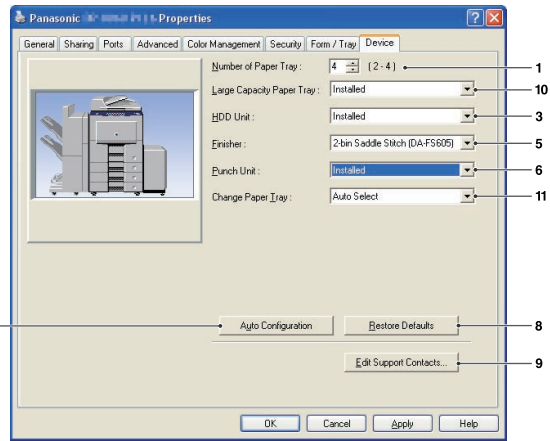 Panasonic Properties
General Sharing Ports Advanced Color Management Security Form / Tray Device
Number of Paper Tray : 4 ( 2 - 4 ) 1
Large Capacity Paper Tray : Installed 10
HDD Unit : Installed 3
Finisher : 2-bin Saddle Stitch (DA-FS605) 5
Punch Unit : Installed 6
Change Paper Tray : Auto Select 11
Auto Configuration Restore Defaults 8
Edit Support Contacts... 9
OK Cancel Apply Help